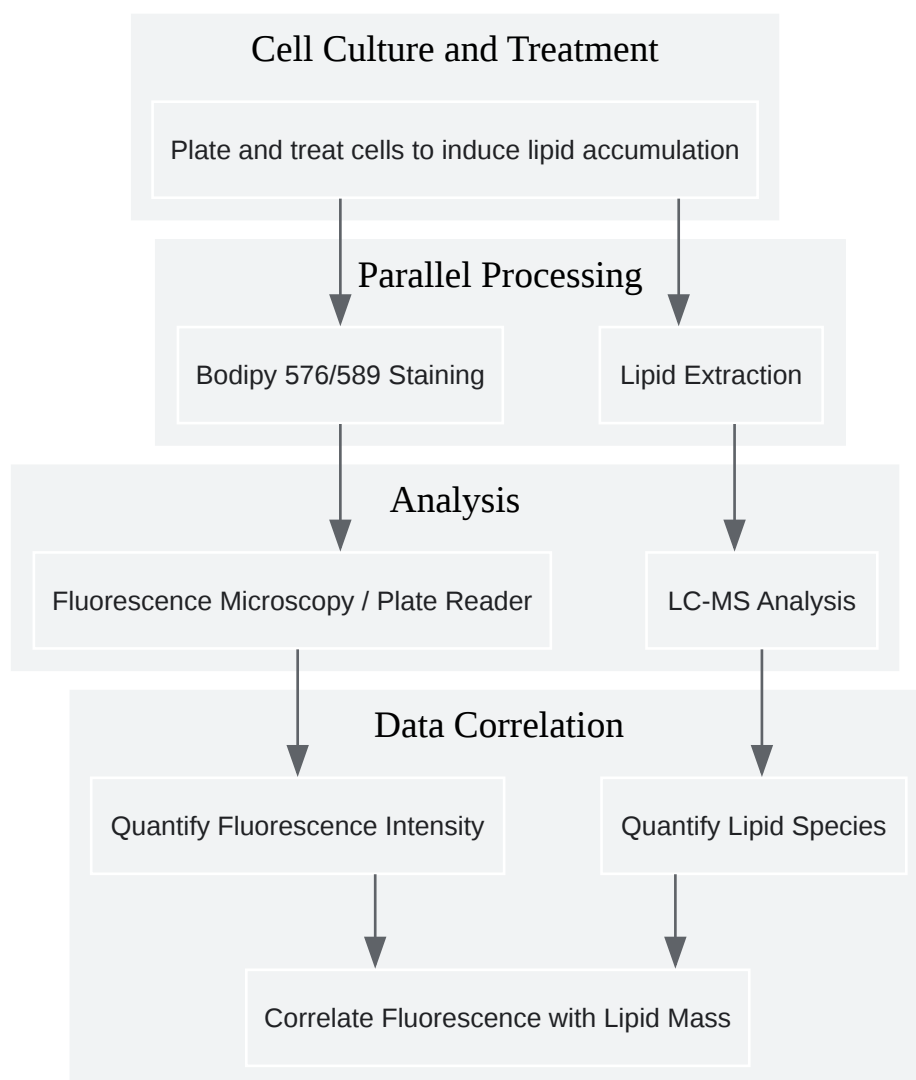 Cell Culture and Treatment
Plate and treat cells to induce lipid accumulation
Parallel Processing
Bodipy 576/589 Staining
Lipid Extraction
Analysis
Fluorescence Microscopy / Plate Reader
LC-MS Analysis
Data Correlation
Quantify Fluorescence Intensity
Quantify Lipid Species
Correlate Fluorescence with Lipid Mass